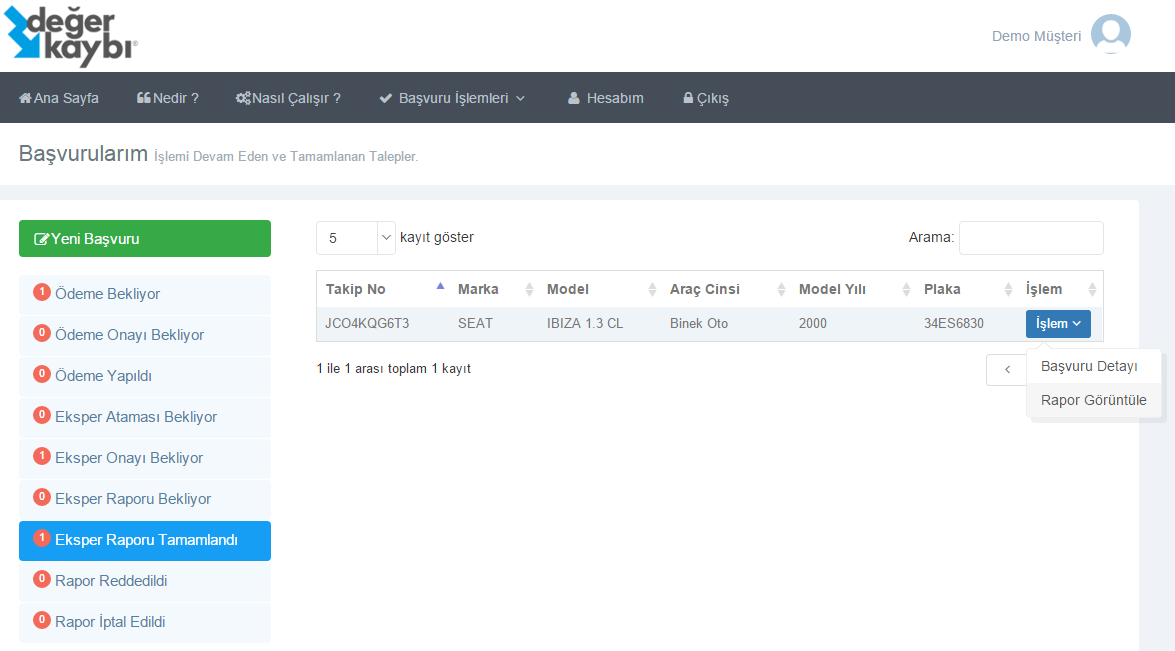 değer
kaybı®
Demo Müşteri
Ana Sayfa
Nedir ?
Nasıl Çalışır ?
Başvuru İşlemleri
Hesabım
Çıkış
Başvurularım İşlemi Devam Eden ve Tamamlanan Talepler.
Yeni Başvuru
1 Ödeme Bekliyor
0 Ödeme Onayı Bekliyor
0 Ödeme Yapıldı
0 Eksper Ataması Bekliyor
1 Eksper Onayı Bekliyor
0 Eksper Raporu Bekliyor
1 Eksper Raporu Tamamlandı
0 Rapor Reddedildi
0 Rapor İptal Edildi
5 kayıt göster
Arama:
Takip No Marka Model Araç Cinsi Model Yılı Plaka İşlem
JCO4KQG6T3 SEAT IBIZA 1.3 CL Binek Oto 2000 34ES6830 İşlem
1 ile 1 arası toplam 1 kayıt
Başvuru Detayı
Rapor Görüntüle